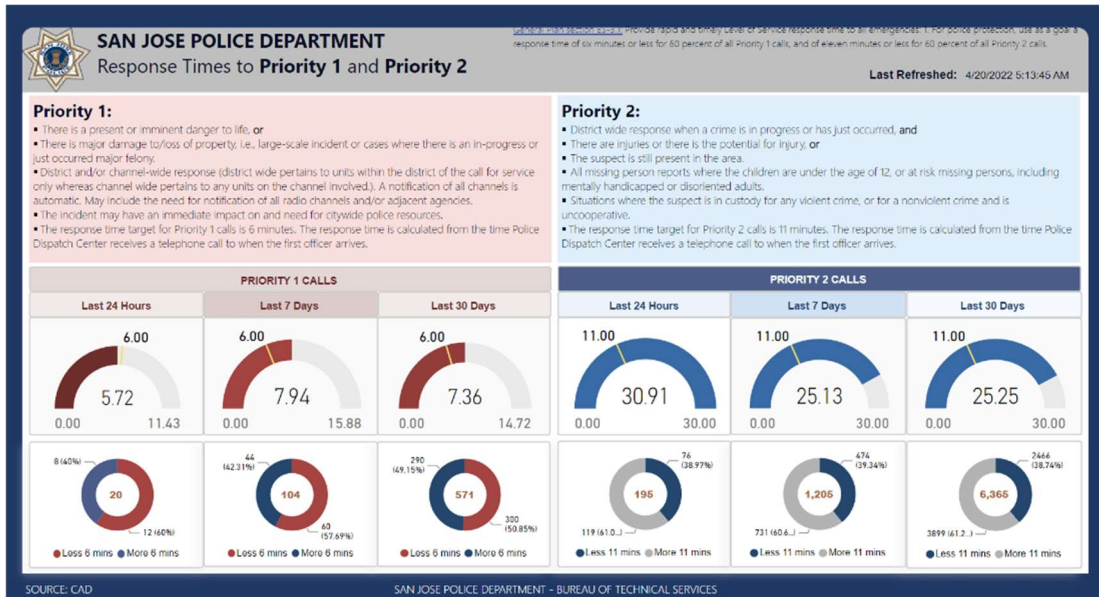 SAN JOSE POLICE DEPARTMENT
Response Times to Priority 1 and Priority 2
General Plan Section ES-3.1: Provide rapid and timely Level of Service response time to all emergencies: 1. For police protection, use as a goal a
response time of six minutes or less for 60 percent of all Priority 1 calls, and of eleven minutes or less for 60 percent of all Priority 2 calls.
Last Refreshed: 4/20/2022 5:13:45 AM
Priority 1:
▪ There is a present or imminent danger to life, or
▪ There is major damage to/loss of property, i.e., large-scale incident or cases where there is an in-progress or
just occurred major felony.
▪ District and/or channel-wide response (district wide pertains to units within the district of the call for service
only whereas channel wide pertains to any units on the channel involved.). A notification of all channels is
automatic. May include the need for notification of all radio channels and/or adjacent agencies.
▪ The incident may have an immediate impact on and need for citywide police resources.
▪ The response time target for Priority 1 calls is 6 minutes. The response time is calculated from the time Police
Dispatch Center receives a telephone call to when the first officer arrives.
Priority 2:
▪ District wide response when a crime is in progress or has just occurred, and
▪ There are injuries or there is the potential for injury, or
▪ The suspect is still present in the area.
▪ All missing person reports where the children are under the age of 12, or at risk missing persons, including
mentally handicapped or disoriented adults.
▪ Situations where the suspect is in custody for any violent crime, or for a nonviolent crime and is
uncooperative.
▪ The response time target for Priority 2 calls is 11 minutes. The response time is calculated from the time Police
Dispatch Center receives a telephone call to when the first officer arrives.
PRIORITY 1 CALLS
Last 24 Hours Last 7 Days Last 30 Days
6.00 6.00 6.00
5.72 7.94 7.36
0.00 11.43 0.00 15.88 0.00 14.72
8 (40%)
20
12 (60%)
44
(42.31%)
104
60
(57.69%)
290
(49.15%)
571
300
(50.85%)
Less 6 mins More 6 mins Less 6 mins More 6 mins Less 6 mins More 6 mins
PRIORITY 2 CALLS
Last 24 Hours Last 7 Days Last 30 Days
11.00 11.00 11.00
30.91 25.13 25.25
0.00 30.00 0.00 30.00 0.00 30.00
76
(38.97%)
195
119 (61.0...)
474
(39.34%)
1,205
731 (60.6...)
2466
(38.74%)
6,365
3899 (61.2...)
Less 11 mins More 11 mins Less 11 mins More 11 mins Less 11 mins More 11 mins
SOURCE: CAD
SAN JOSE POLICE DEPARTMENT - BUREAU OF TECHNICAL SERVICES